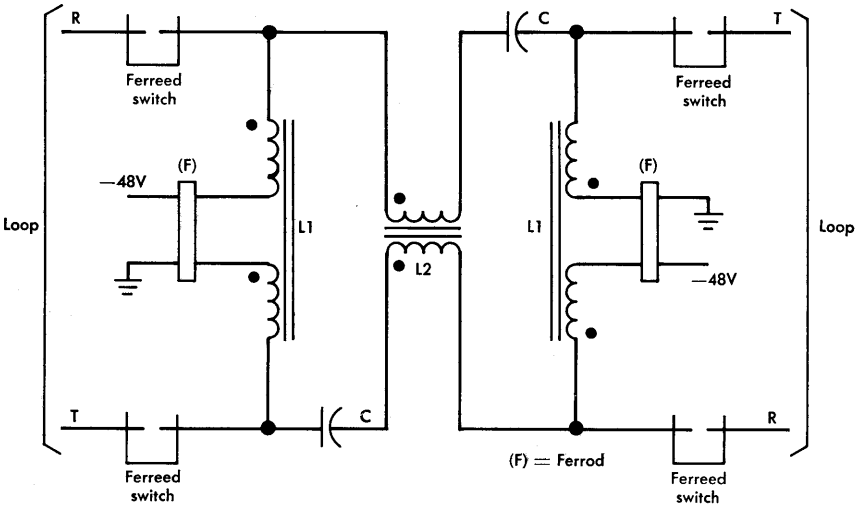 R
C
T
Ferreed
switch
Ferreed
switch
(F)
(F)
—48V
Loop
L1
L1
Loop
L2
—48V
T
C
R
(F) = Ferrod
Ferreed
switch
Ferreed
switch